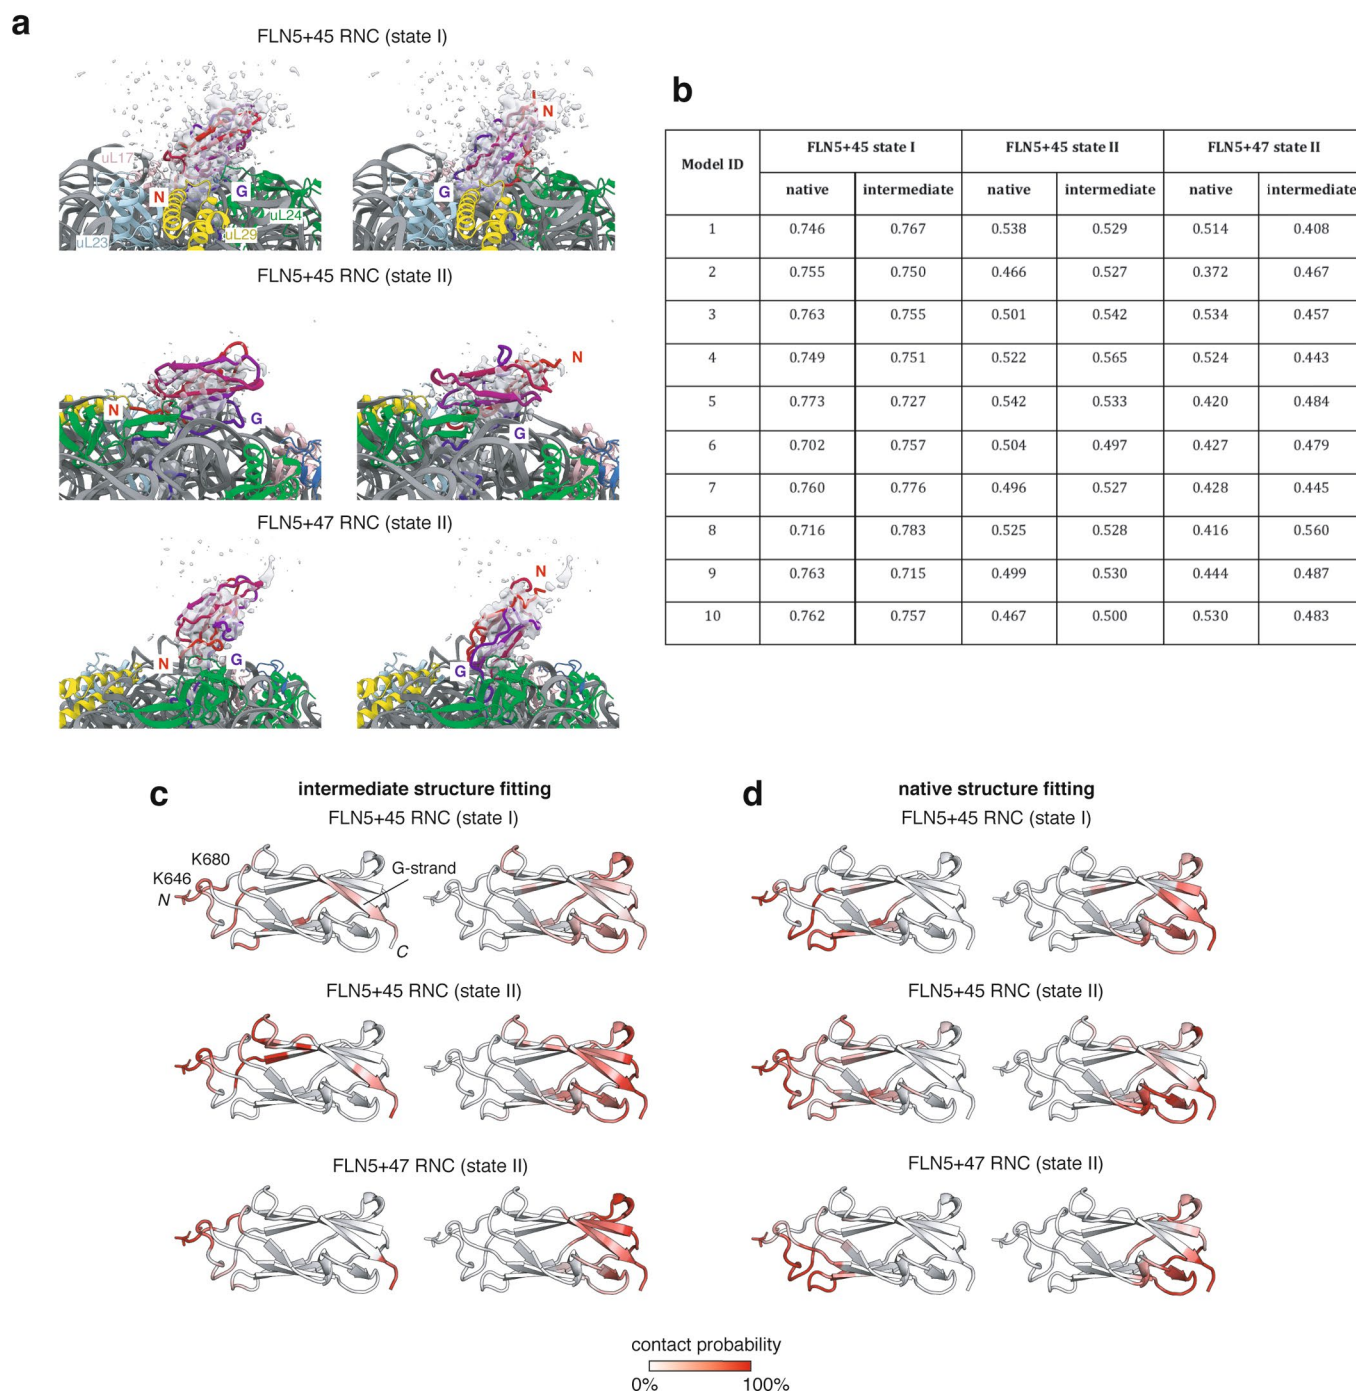 a
FLN5+45 RNC (state I)
uL17
N
G
uL24
uL29
uL23
N
G
FLN5+45 RNC (state II)
N
G
N
G
FLN5+47 RNC (state II)
N
G
N
G
b
Model ID FLN5+45 state I FLN5+45 state II FLN5+47 state II
native intermediate native intermediate native intermediate
1 0.746 0.767 0.538 0.529 0.514 0.408
2 0.755 0.750 0.466 0.527 0.372 0.467
3 0.763 0.755 0.501 0.542 0.534 0.457
4 0.749 0.751 0.522 0.565 0.524 0.443
5 0.773 0.727 0.542 0.533 0.420 0.484
6 0.702 0.757 0.504 0.497 0.427 0.479
7 0.760 0.776 0.496 0.527 0.428 0.445
8 0.716 0.783 0.525 0.528 0.416 0.560
9 0.763 0.715 0.499 0.530 0.444 0.487
10 0.762 0.757 0.467 0.500 0.530 0.483
c
intermediate structure fitting
FLN5+45 RNC (state I)
K680
K646
N
G-strand
C
FLN5+45 RNC (state II)
FLN5+47 RNC (state II)
d
native structure fitting
FLN5+45 RNC (state I)
FLN5+45 RNC (state II)
FLN5+47 RNC (state II)
contact probability
0% 100%